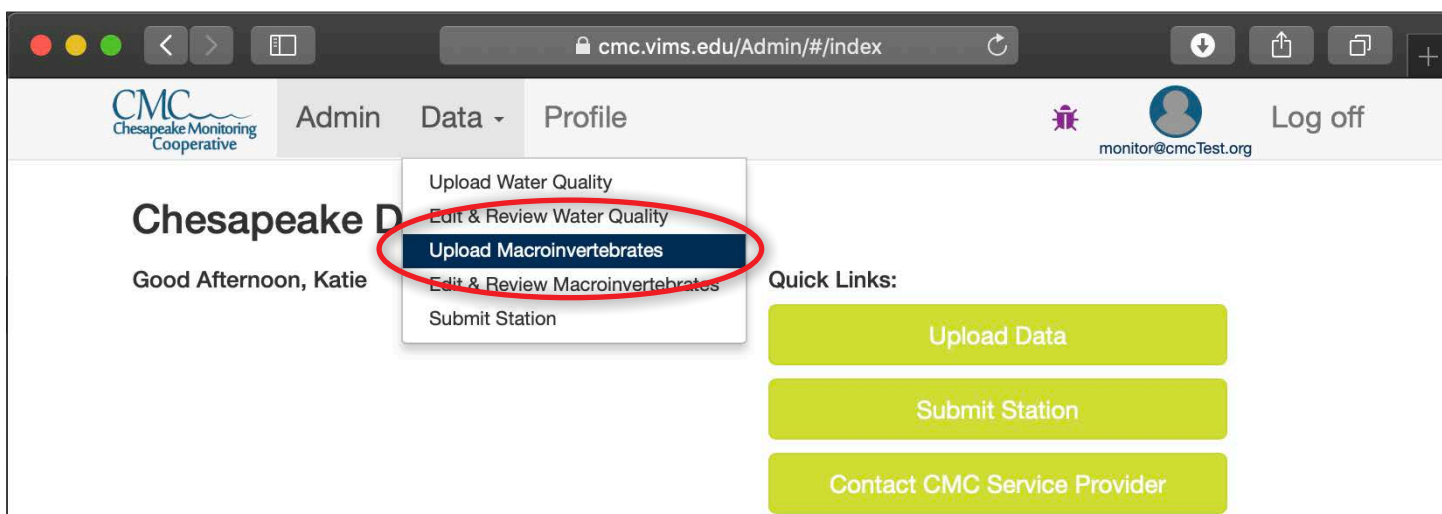 cmc.vims.edu/Admin/#/index
CMC
Chesapeake Monitoring
Cooperative
Admin
Data
Profile
monitor@cmcTest.org
Log off
Upload Water Quality
Edit & Review Water Quality
Upload Macroinvertebrates
Edit & Review Macroinvertebrates
Submit Station
Chesapeake D
Good Afternoon, Katie
Quick Links:
Upload Data
Submit Station
Contact CMC Service Provider